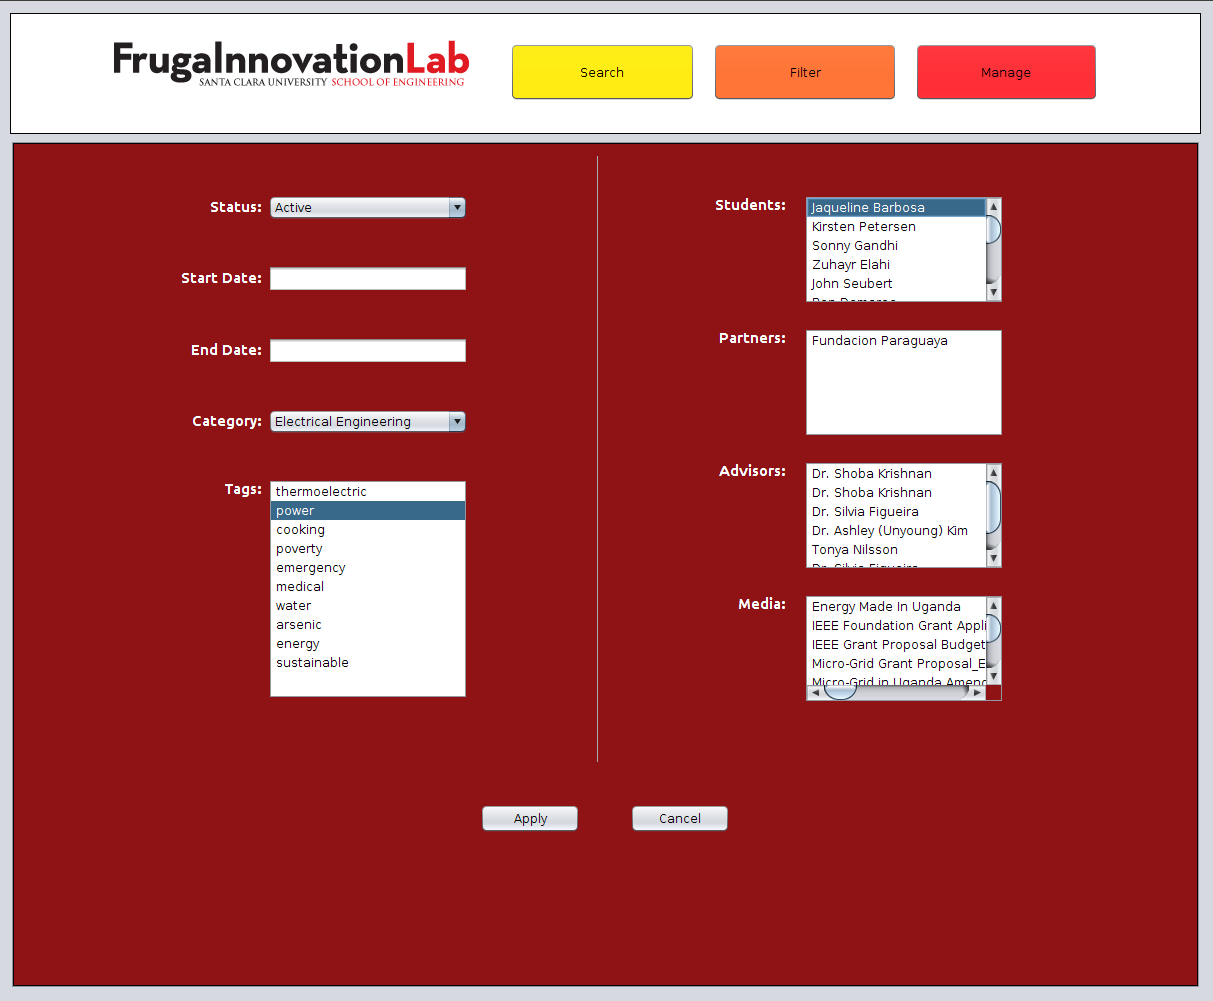 FrugalnnovationLab
SANTA CLARA UNIVERSITY SCHOOL OF ENGINEERING
Search
Filter
Manage
Status:
Active
Start Date:
End Date:
Category:
Electrical Engineering
Tags:
thermoelectric
power
cooking
poverty
emergency
medical
water
arsenic
energy
sustainable
Students:
Jaqueline Barbosa
Kirsten Petersen
Sonny Gandhi
Zuhayr Elahi
John Seubert
Partners:
Fundacion Paraguaya
Advisors:
Dr. Shoba Krishnan
Dr. Shoba Krishnan
Dr. Silvia Figueira
Dr. Ashley (Unyoung) Kim
Tonya Nilsson
Dr. Silvia Figueira
Media:
Energy Made In Uganda
IEEE Foundation Grant Appli
IEEE Grant Proposal Budget
Micro-Grid Grant Proposal_E
Micro-Grid in Uganda Amend
Apply
Cancel